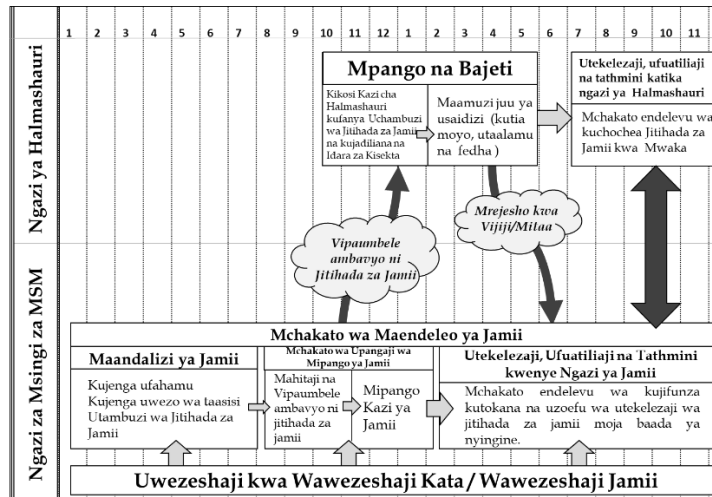 1 2 3 4 5 6 7 8 9 10 11 12 1 2 3 4 5 6 7 8 9 10 11
Ngazi ya Halmashauri
Mpango na Bajeti
Kikosi Kazi cha
Halmashauri
kufanya Uchambuzi
wa Jitihada za Jamii
na kujadiliana na
Idara za Kisekta
Maamuzi juu ya
usaidizi (kutia
moyo, utaalamu
na fedha )
Utekelezaji, ufuatiliaji
na tathmini katika
ngazi ya Halmashauri
Mchakato endelevu wa
kuchochea Jitihada za
Jamii kwa Mwaka
Vipaumbele
ambavyo ni
Jitihada za Jamii
Mrejesho kwa
Vijiji/Mitaa
Ngazi za Msingi za MSM
Mchakato wa Maendeleo ya Jamii
Maandalizi ya Jamii
Kujenga ufahamu
Kujenga uwezo wa taasisi
Utambuzi wa Jitihada za
Jamii
Mchakato wa Upangaji wa
Mipango ya Jamii
Mahitaji na
Vipaumbele
ambavyo ni
jitihada za
jamii
Mipango
Kazi ya
Jamii
Utekelezaji, Ufuatiliaji na Tathmini
kwenye Ngazi ya Jamii
Mchakato endelevu wa kujifunza
kutokana na uzoefu wa utekelezaji wa
jitihada za jamii moja baada ya
nyingine.
Uwezeshaji kwa Wawezeshaji Kata / Wawezeshaji Jamii